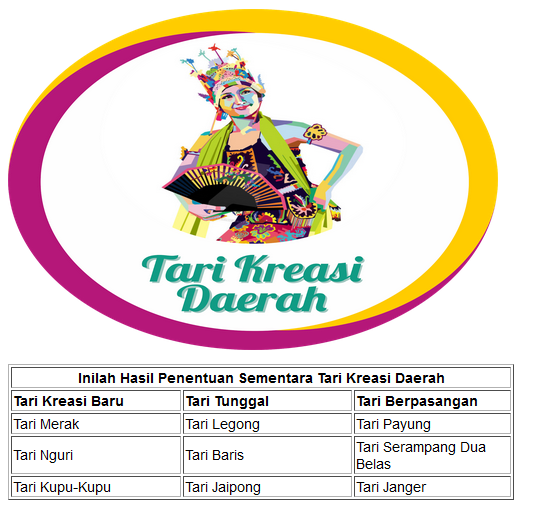 Tari Kreasi
Daerah
Inilah Hasil Penentuan Sementara Tari Kreasi Daerah
Tari Kreasi Baru Tari Tunggal Tari Berpasangan
Tari Merak Tari Legong Tari Payung
Tari Nguri Tari Baris Tari Serampang Dua
Belas
Tari Kupu-Kupu Tari Jaipong Tari Janger